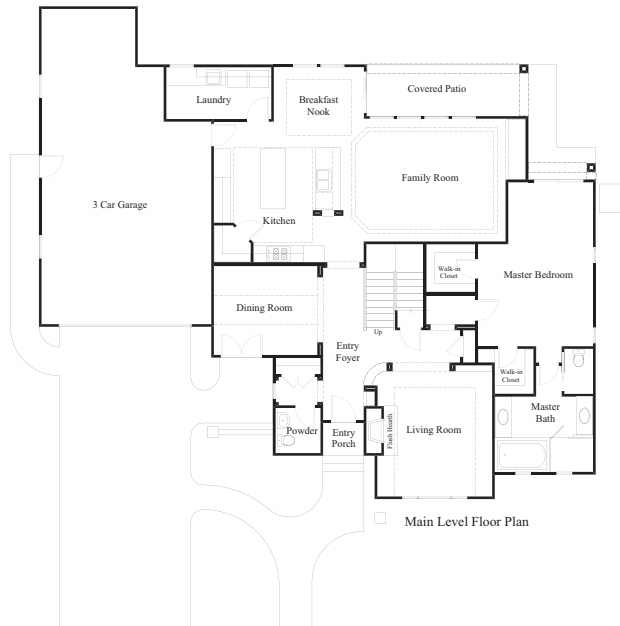 Laundry
Breakfast
Nook
Covered Patio
Family Room
3 Car Garage
Kitchen
Walk-in
Closet
Master Bedroom
Dining Room
Up
Entry
Foyer
Walk-in
Closet
Master
Bath
Powder
Entry
Porch
Flush Hearth
Living Room
Main Level Floor Plan